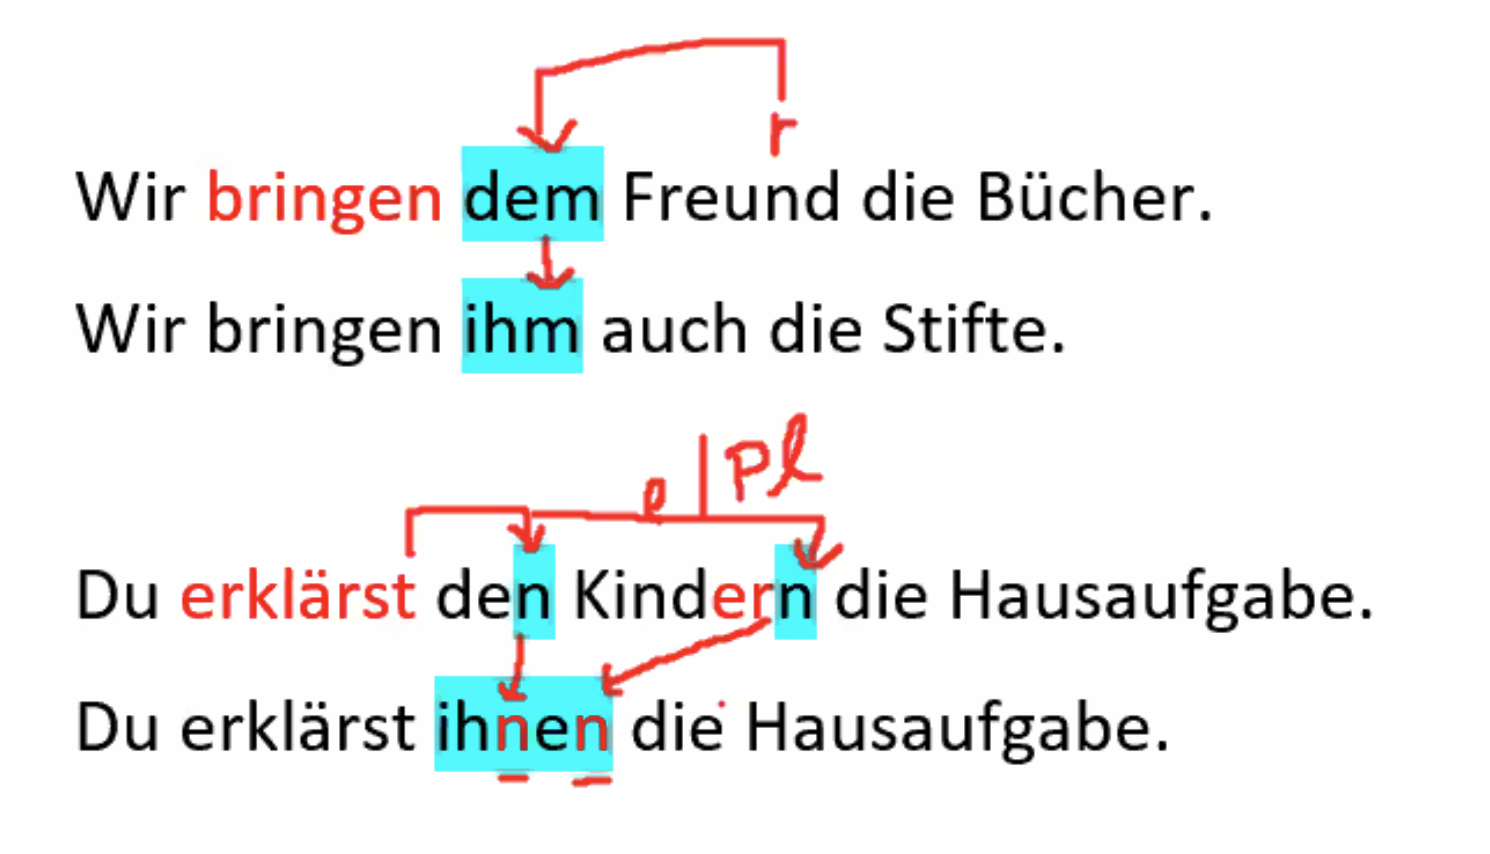 r
Wir bringen dem Freund die Bücher.
Wir bringen ihm auch die Stifte.
e | Pl
Du erklärst den Kindern die Hausaufgabe.
Du erklärst ihnen die Hausaufgabe.